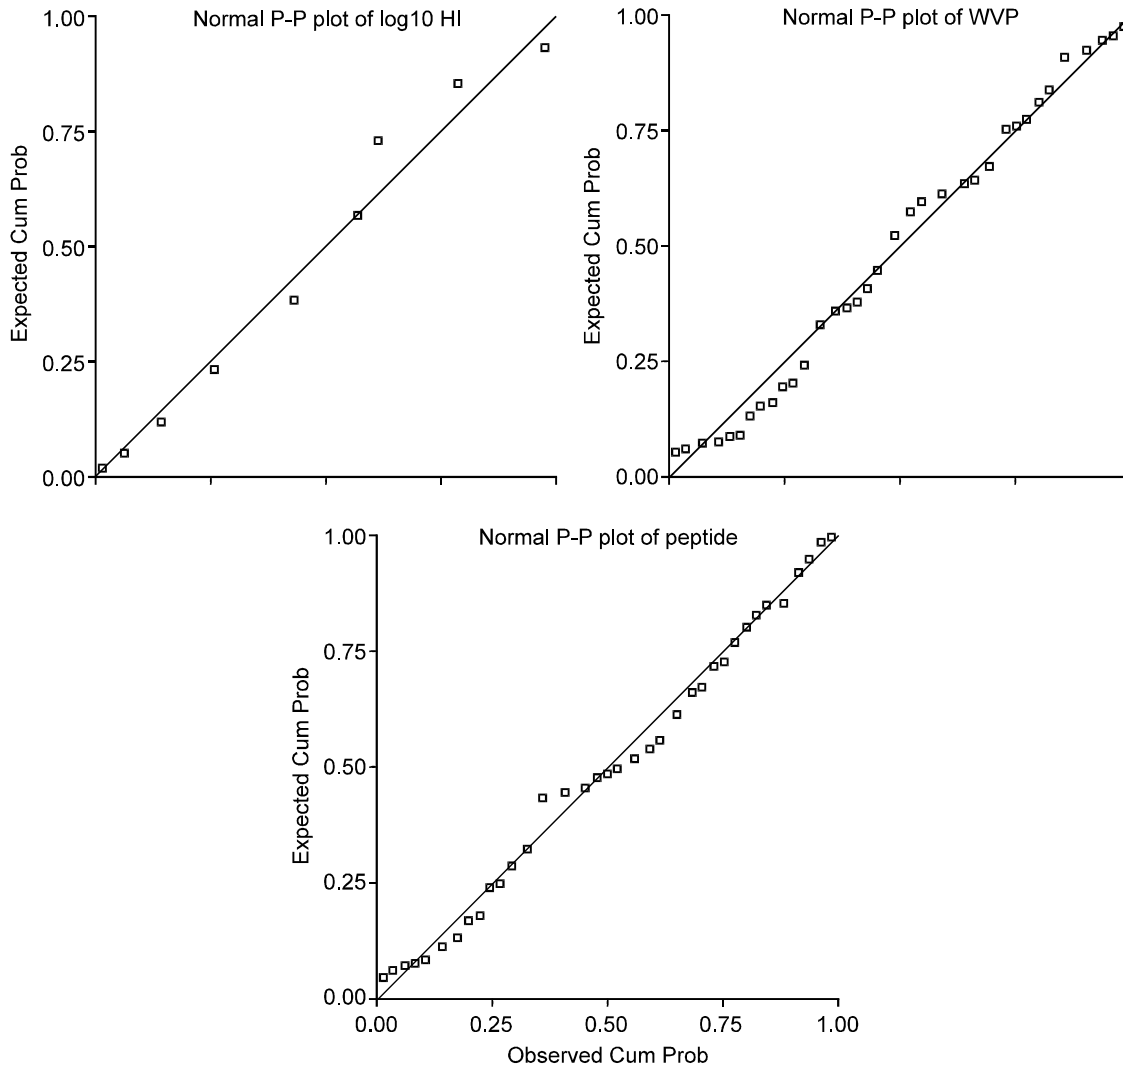 Normal P-P plot of log10 HI
1.00
0.75
0.50
0.25
0.00
Expected Cum Prob
Normal P-P plot of WVP
1.00
0.75
0.50
0.25
0.00
Expected Cum Prob
Normal P-P plot of peptide
1.00
0.75
0.50
0.25
0.00
Expected Cum Prob
0.00 0.25 0.50 0.75 1.00
Observed Cum Prob